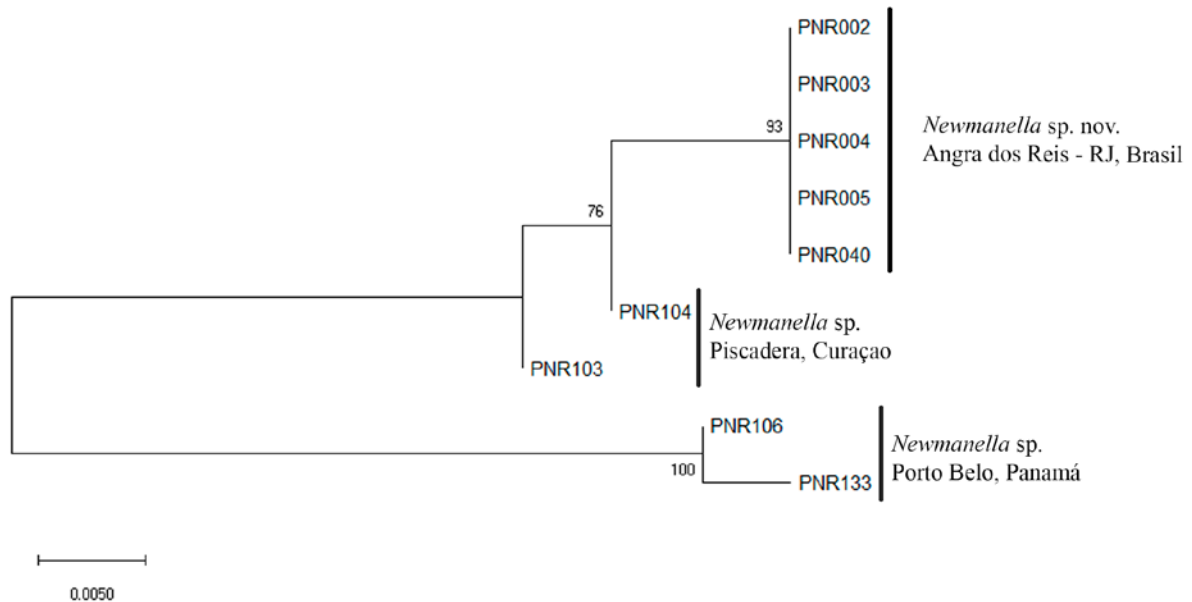 PNR002
PNR003
93
PNR004
PNR005
PNR040
Newmanella sp. nov.
Angra dos Reis - RJ, Brasil
76
PNR104
PNR103
Newmanella sp.
Piscadera, Curaçao
PNR106
100
PNR133
Newmanella sp.
Porto Belo, Panamá
0.0050